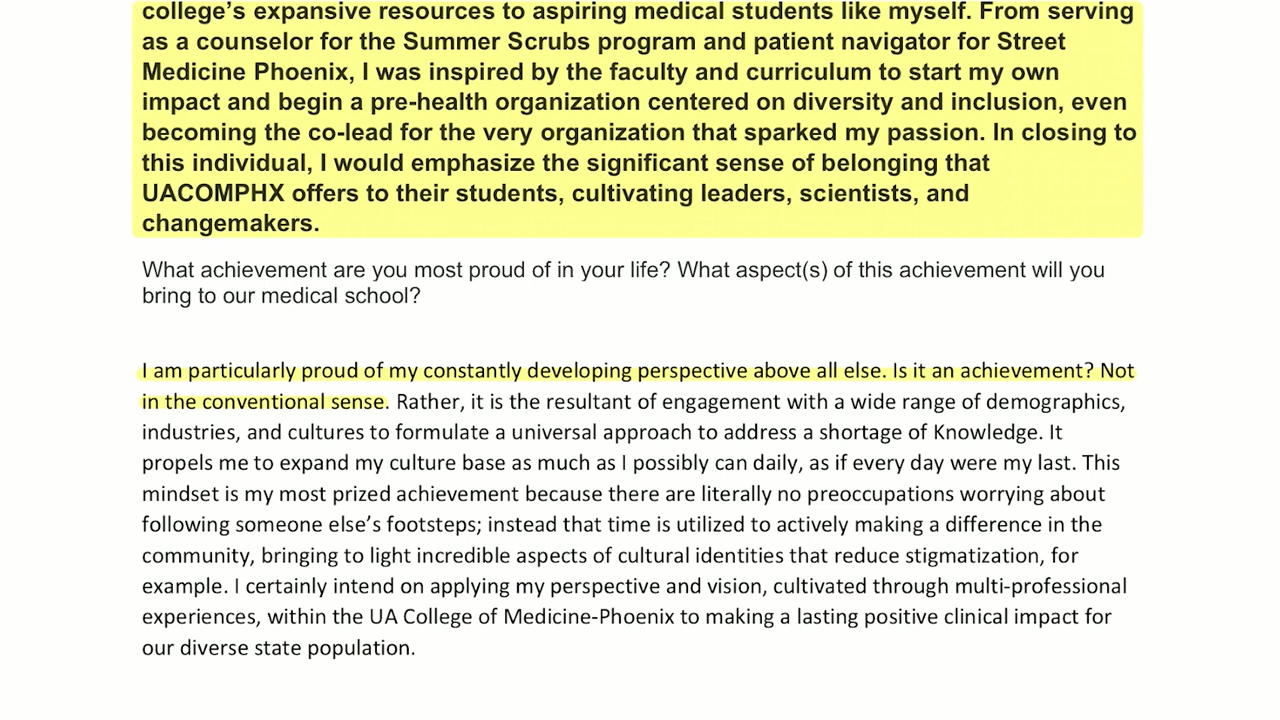 college’s expansive resources to aspiring medical students like myself. From serving
as a counselor for the Summer Scrubs program and patient navigator for Street
Medicine Phoenix, I was inspired by the faculty and curriculum to start my own
impact and begin a pre-health organization centered on diversity and inclusion, even
becoming the co-lead for the very organization that sparked my passion. In closing to
this individual, I would emphasize the significant sense of belonging that
UACOMPHX offers to their students, cultivating leaders, scientists, and
changemakers.
What achievement are you most proud of in your life? What aspect(s) of this achievement will you
bring to our medical school?
I am particularly proud of my constantly developing perspective above all else. Is it an achievement? Not
in the conventional sense. Rather, it is the resultant of engagement with a wide range of demographics,
industries, and cultures to formulate a universal approach to address a shortage of Knowledge. It
propels me to expand my culture base as much as I possibly can daily, as if every day were my last. This
mindset is my most prized achievement because there are literally no preoccupations worrying about
following someone else’s footsteps; instead that time is utilized to actively making a difference in the
community, bringing to light incredible aspects of cultural identities that reduce stigmatization, for
example. I certainly intend on applying my perspective and vision, cultivated through multi-professional
experiences, within the UA College of Medicine-Phoenix to making a lasting positive clinical impact for
our diverse state population.